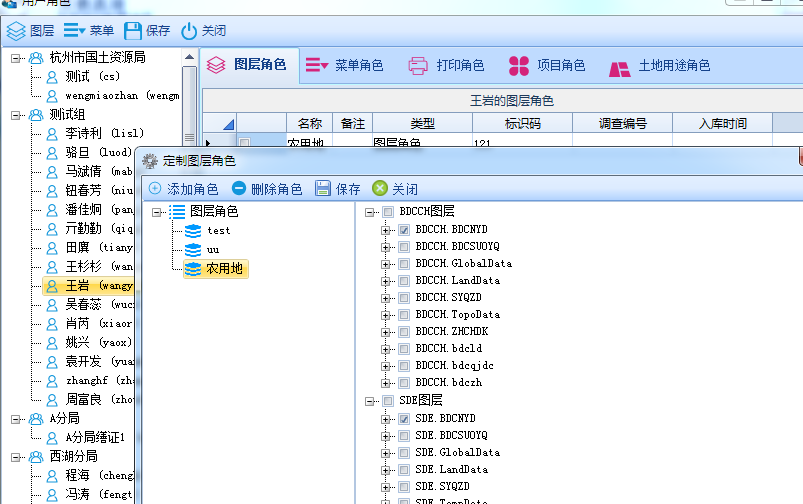 用户角色
图层 菜单 保存 关闭
杭州市国土资源局
测试 (cs)
wengmiaozhan (wengm
测试组
李诗利 (lisl)
骆旦 (luod)
马斌倩 (mab
钮春芳 (niu
潘佳炯 (pan
亓勤勤 (qiq
田廙 (tiany
王杉杉 (wan
王岩 (wangy
吴春蕊 (wuc
肖芮 (xiaor
姚兴 (yaox)
袁开发 (yua
zhanghf (zh
周富良 (zho
A分局
A分局缮证1
西湖分局
程海 (cheng
冯涛 (fengt
图层角色 菜单角色 打印角色 项目角色 土地用途角色
王岩的图层角色
名称 备注 类型 标识码 调查编号 入库时间
农用地 图层角色 121
定制图层角色
添加角色 删除角色 保存 关闭
图层角色
test
uu
农用地
BDCCH图层
BDCCH.BDCNYD
BDCCH.BDCSUOYQ
BDCCH.GlobalData
BDCCH.LandData
BDCCH.SYQZD
BDCCH.TopoData
BDCCH.ZHCHDK
BDCCH.bdcld
BDCCH.bdcqjdc
BDCCH.bdczh
SDE图层
SDE.BDCNYD
SDE.BDCSUOYQ
SDE.GlobalData
SDE.LandData
SDE.SYQZD
SDE.TopoData